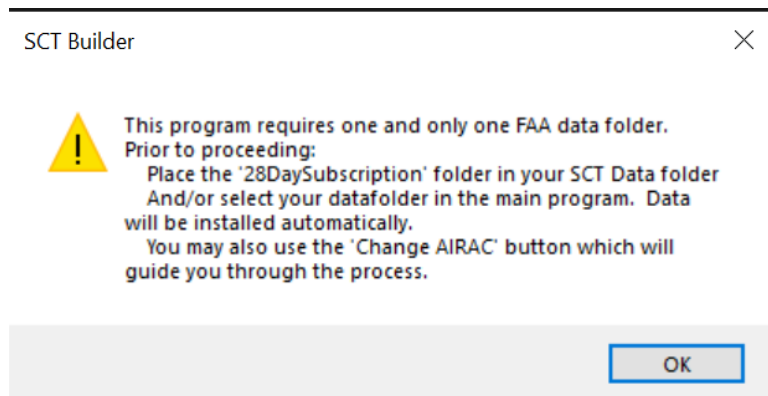 SCT Builder
This program requires one and only one FAA data folder.
Prior to proceeding:
Place the '28DaySubscription' folder in your SCT Data folder
And/or select your datafolder in the main program.  Data
will be installed automatically.
You may also use the 'Change AIRAC' button which will
guide you through the process.
OK